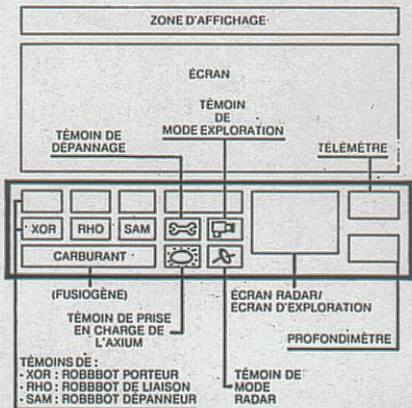 ZONE D'AFFICHAGE
ÉCRAN
TÉMOIN
DE
MODE EXPLORATION
TÉMOIN DE
DÉPANNAGE
TÉLÉMÈTRE
XOR
RHO
SAM
CARBURANT
(FUSIOGÈNE)
TÉMOIN DE PRISE
EN CHARGE DE
L'AXIUM
ÉCRAN RADAR/
ÉCRAN D'EXPLORATION
PROFONDIMÈTRE
TÉMOINS DE :
- XOR : ROBBBOT PORTEUR
- RHO : ROBBBOT DE LIAISON
- SAM : ROBBBOT DÉPANNEUR
TÉMOIN DE
MODE
RADAR